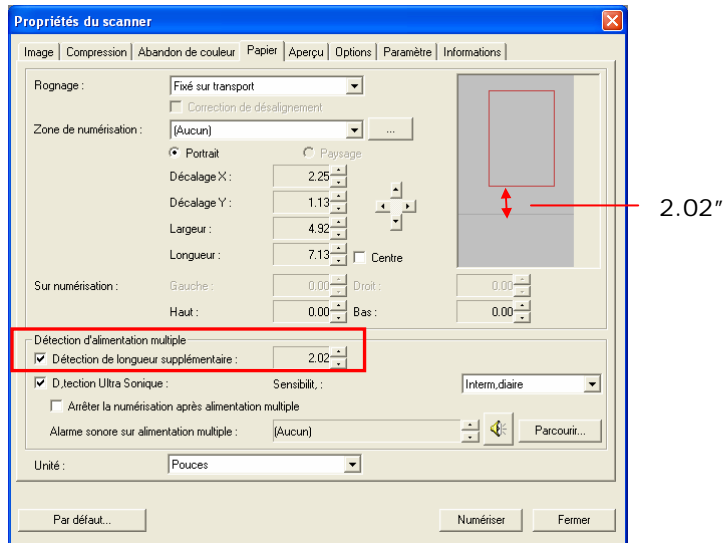 Propriétés du scanner
Image Compression Abandon de couleur Papier Aperçu Options Paramètre Informations
Rognage : Fixé sur transport
Correction de désalignement
Zone de numérisation : (Aucun) ...
Portrait Paysage
Décalage X : 2.25
Décalage Y : 1.13
Largeur : 4.92
Longueur : 7.13 Centre
2.02"
Sur numérisation : Gauche : 0.00 Droit : 0.00
Haut : 0.00 Bas : 0.00
Détection d'alimentation multiple
Détection de longueur supplémentaire : 2.02
D,tection Ultra Sonique : Sensibilit, : Interm,diaire
Arrêter la numérisation après alimentation multiple
Alarme sonore sur alimentation multiple : (Aucun) Parcourir...
Unité : Pouces
Par défaut... Numériser Fermer